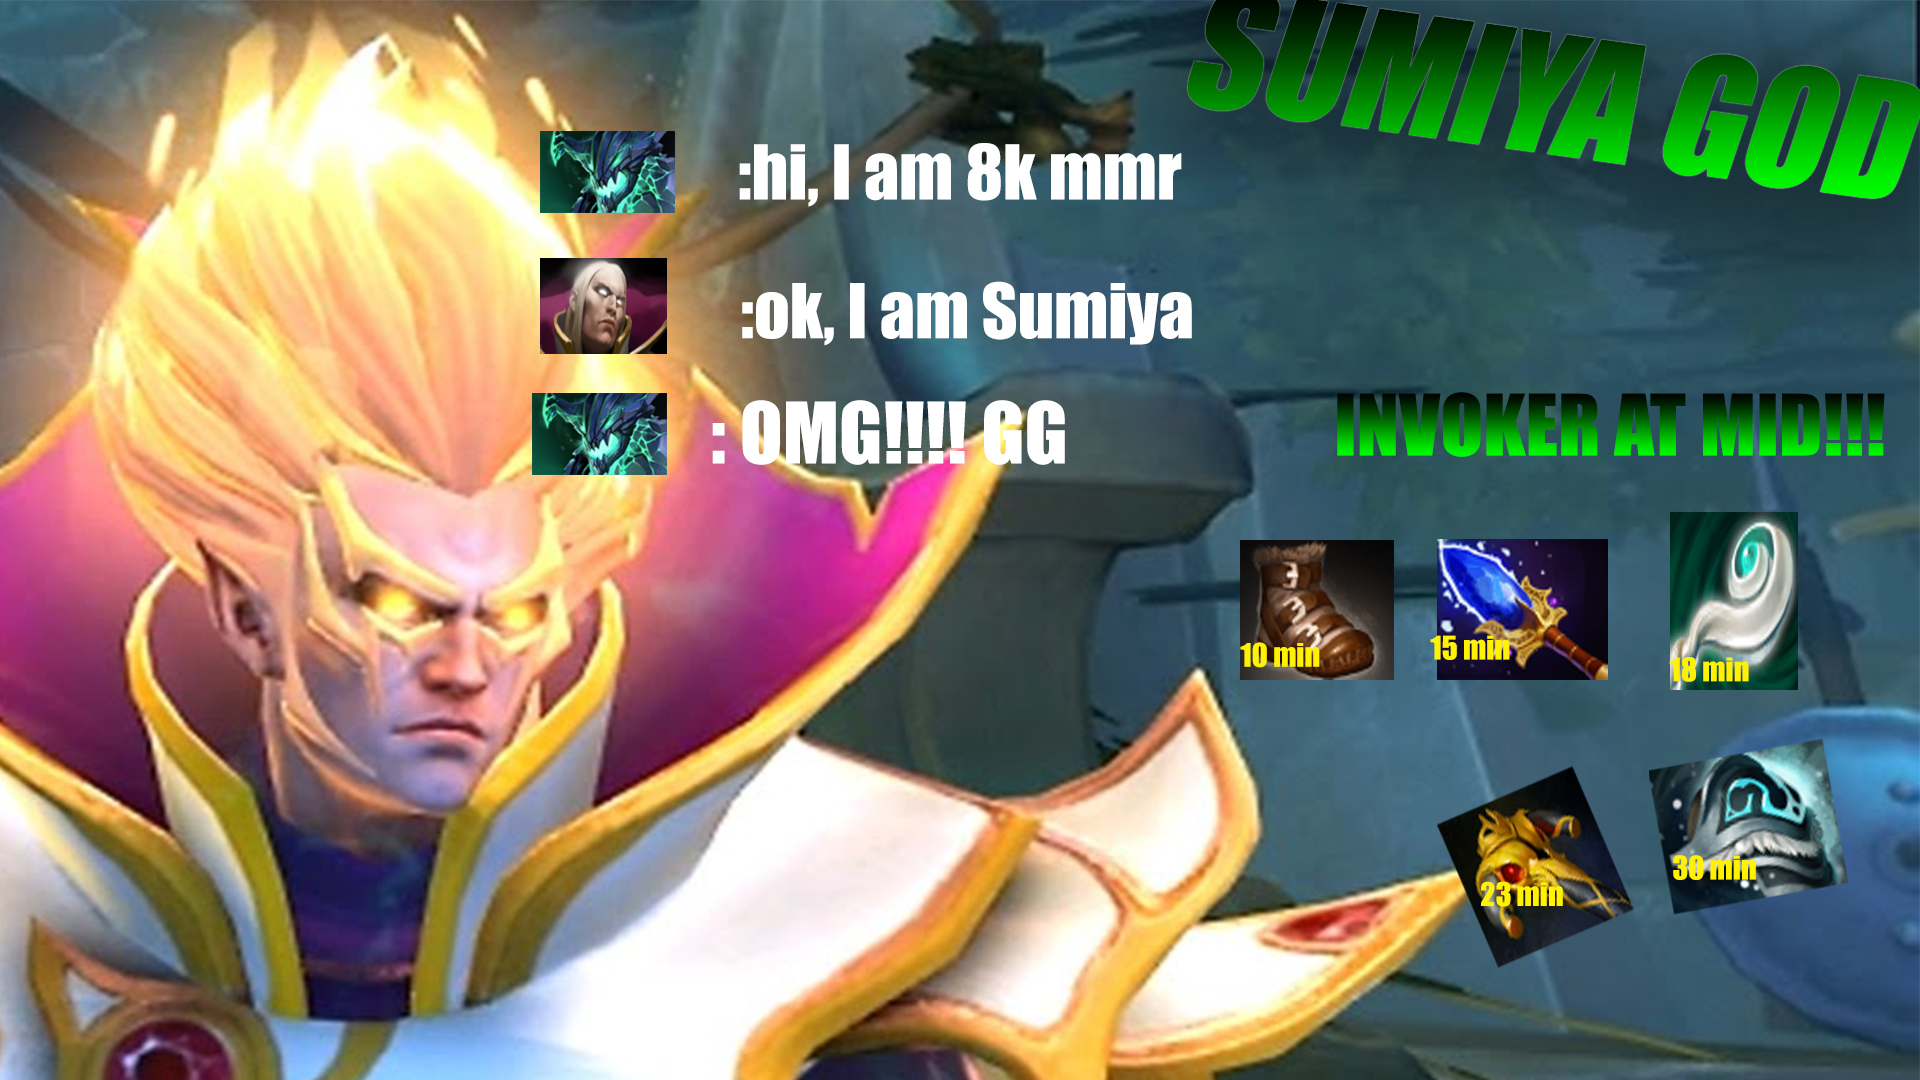 SUMIYA GOD
:hi, I am 8k mmr
:ok, I am Sumiya
: OMG!!!! GG
INVOKER AT MID!!!
10 min
15 min
18 min
23 min
30 min